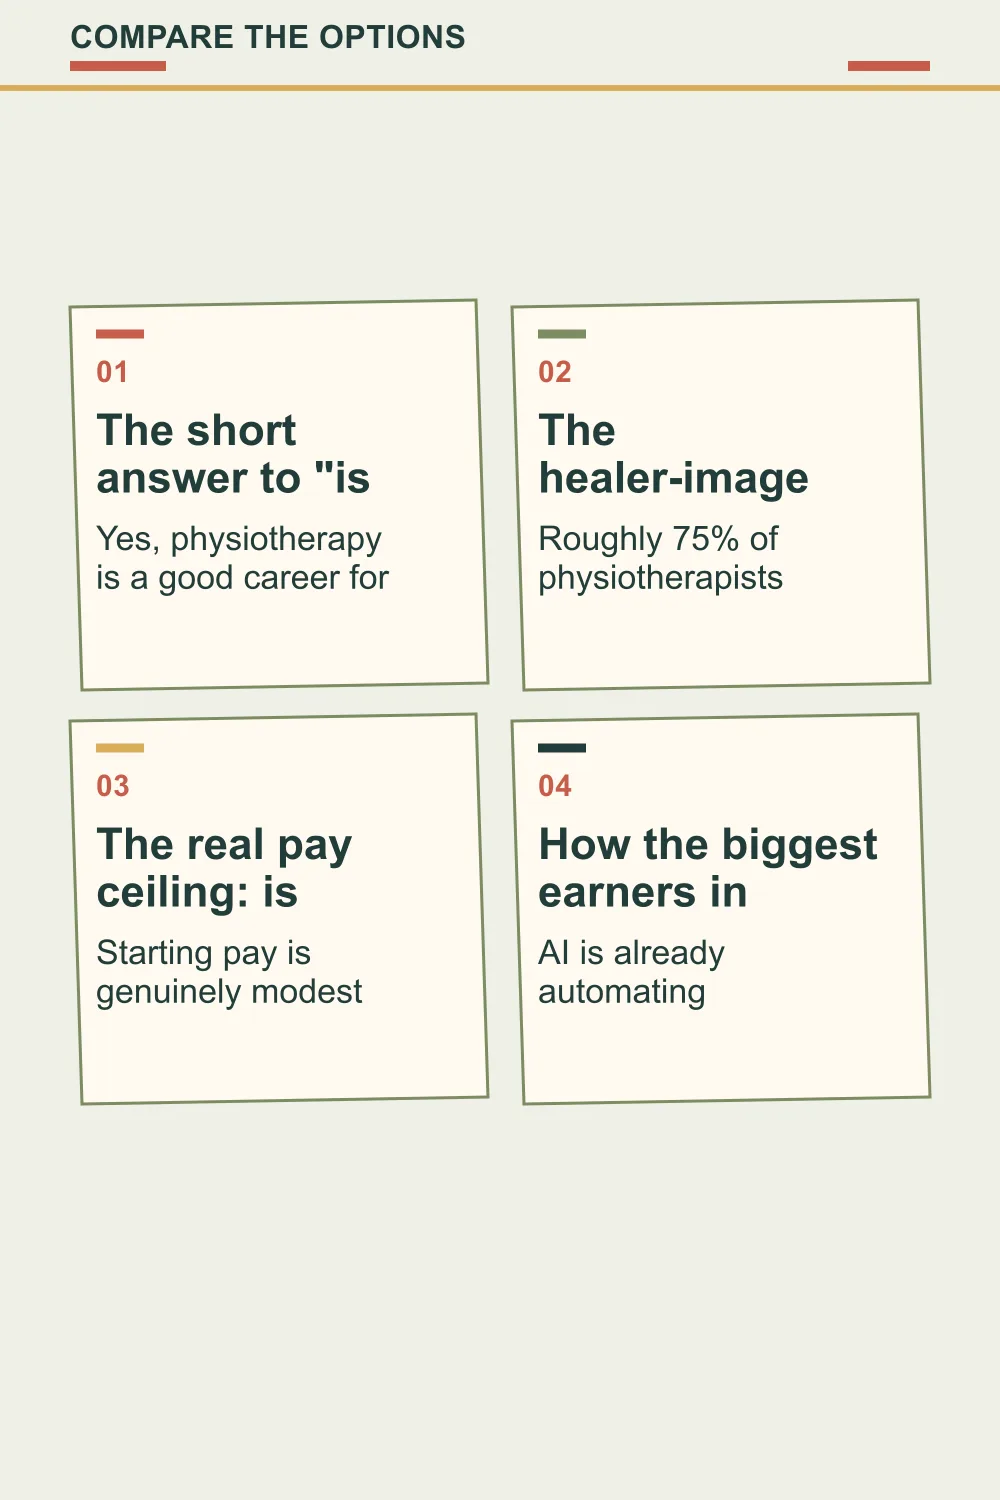 COMPARE THE OPTIONS
01
The short
answer to "is
Yes, physiotherapy
is a good career for
02
The
healer-image
Roughly 75% of
physiotherapists
03
The real pay
ceiling: is
Starting pay is
genuinely modest
04
How the biggest
earners in
AI is already
automating